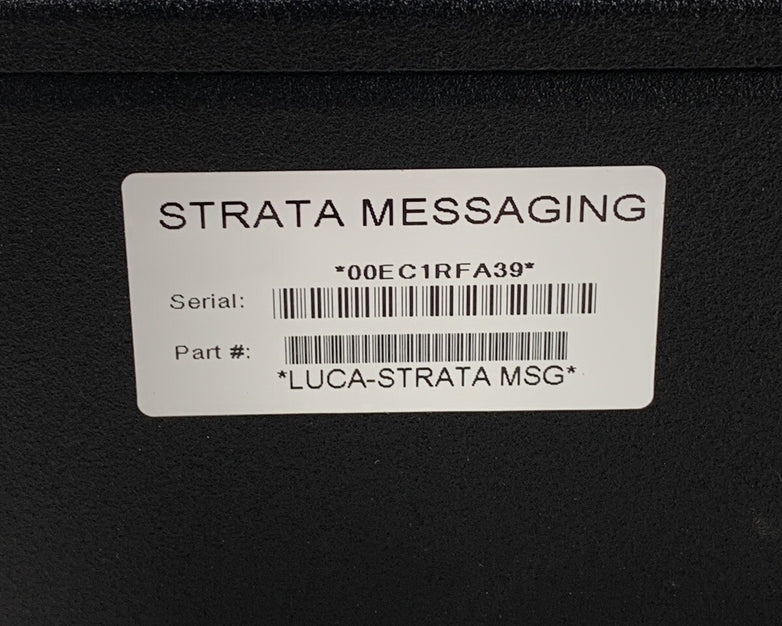 STRATA MESSAGING
*00EC1RFA39*
Serial:
Part #:
*LUCA-STRATA MSG*